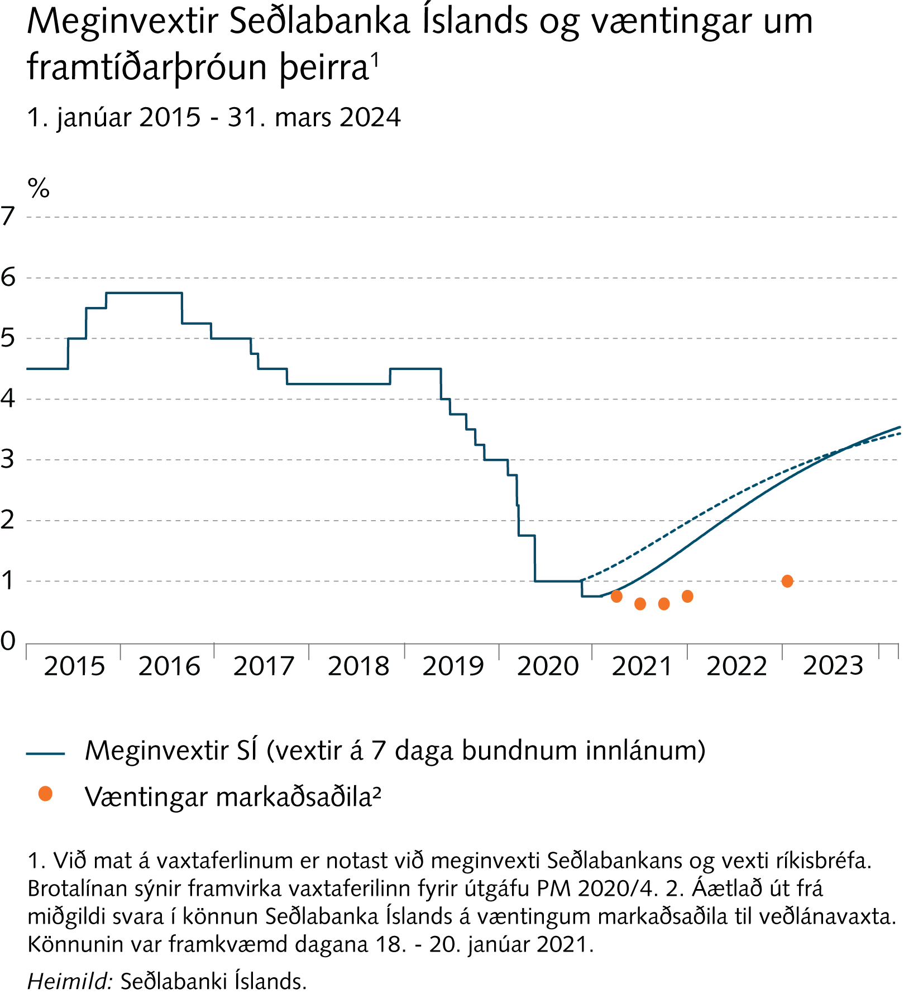 Meginvextir Seðlabanka Íslands og væntingar um
framtíðarþróun þeirra¹
1. janúar 2015 - 31. mars 2024
%
7
6
5
4
3
2
1
0
2015 2016 2017 2018 2019 2020 2021 2022 2023
Meginvextir SÍ (vextir á 7 daga bundnum innlánum)
Væntingar markaðsaðila²
1. Við mat á vaxtaferlinum er notast við meginvexti Seðlabankans og vexti ríkisbréfa.
Brotalínan sýnir framvirka vaxtaferilinn fyrir útgáfu PM 2020/4. 2. Áætlað út frá
miðgildi svara í könnun Seðlabanka Íslands á væntingum markaðsaðila til veðlánavaxta.
Könnunin var framkvæmd dagana 18. - 20. janúar 2021.
Heimild: Seðlabanki Íslands.